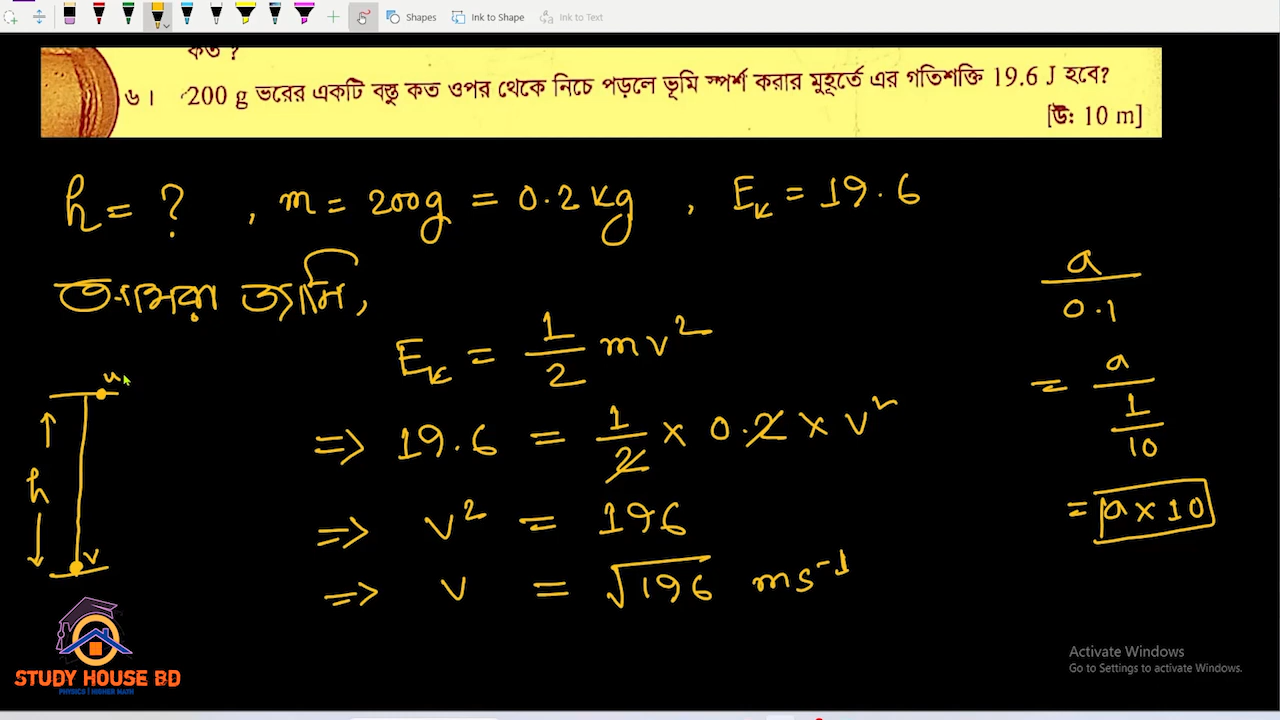 Shapes Ink to Shape Ink to Text
কত ?
৬। 200 g ভরের একটি বস্তু কত ওপর থেকে নিচে পড়লে ভূমি স্পর্শ করার মুহূর্তে এর গতিশক্তি 19.6 J হবে?
[উ: 10 m]
h = ? , m = 200g = 0.2 kg , Eₖ = 19.6
আমরা জানি,
Eₖ = 1/2 mv²
=> 19.6 = 1/2 × 0.2 × v²
=> v² = 196
=> v = √196 ms⁻¹
a/0.1
= a/(1/10)
= a × 10
u
h
v
STUDY HOUSE BD
PHYSICS | HIGHER MATH
Activate Windows
Go to Settings to activate Windows.